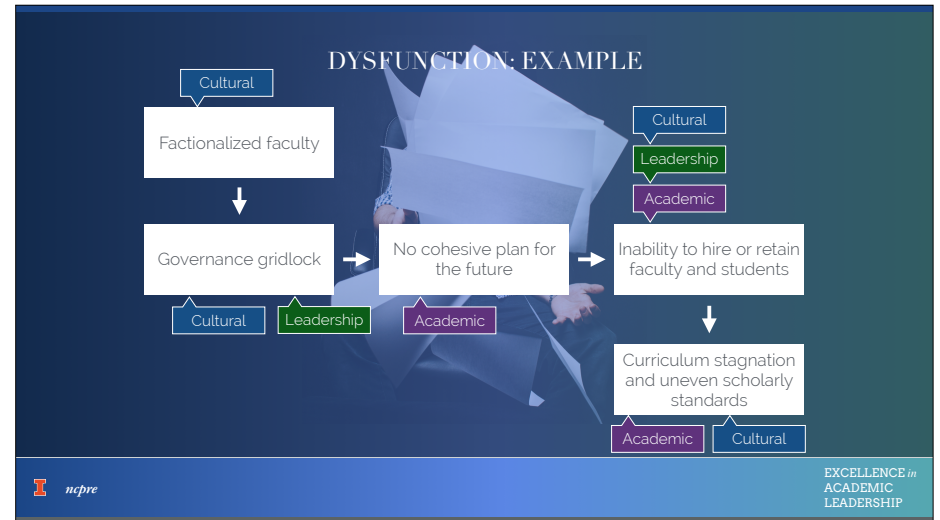 DYSFUNCTION: EXAMPLE
Cultural
Factionalized faculty
Governance gridlock
Cultural
Leadership
No cohesive plan for
the future
Academic
Cultural
Leadership
Academic
Inability to hire or retain
faculty and students
Curriculum stagnation
and uneven scholarly
standards
Academic
Cultural
I
ncpre
EXCELLENCE in
ACADEMIC
LEADERSHIP